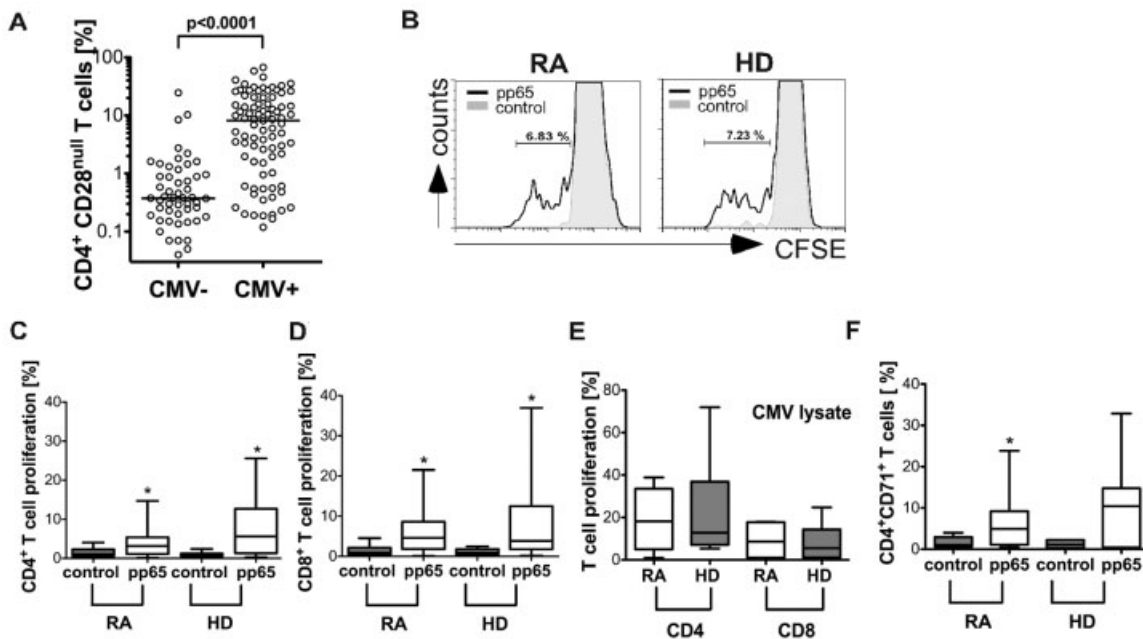 A
p<0.0001
CD4+ CD28null T cells [%]
100
10
1
0.1
CMV-
CMV+
B
RA
HD
counts
pp65
control
6.83 %
pp65
control
7.23 %
CFSE
C
CD4+ T cell proliferation [%]
40
30
20
10
0
*
*
control
pp65
control
pp65
RA
HD
D
CD8+ T cell proliferation [%]
40
30
20
10
0
*
*
control
pp65
control
pp65
RA
HD
E
T cell proliferation [%]
80
60
40
20
0
CMV lysate
RA
HD
RA
HD
CD4
CD8
F
CD4+CD71+ T cells [ %]
40
30
20
10
0
*
control
pp65
control
pp65
RA
HD